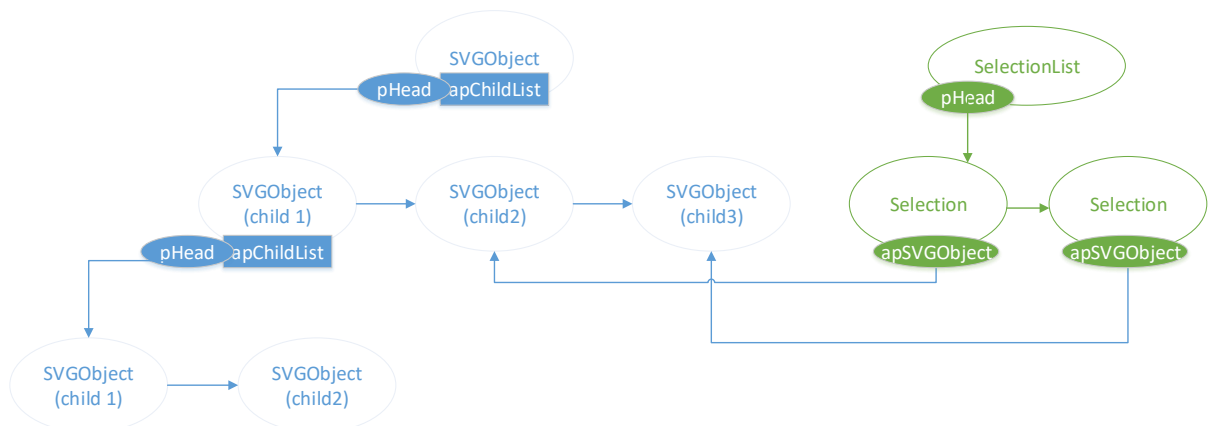 SVGObject
SelectionList
pHead
apChildList
pHead
SVGObject
(child 1)
SVGObject
(child2)
SVGObject
(child3)
Selection
Selection
pHead
apChildList
apSVGObject
apSVGObject
SVGObject
(child 1)
SVGObject
(child2)